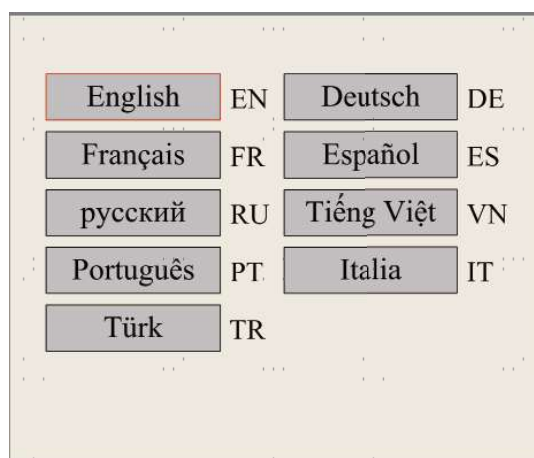 English EN Deutsch DE
Français FR Español ES
русский RU Tiếng Việt VN
Português PT Italia IT
Türk TR